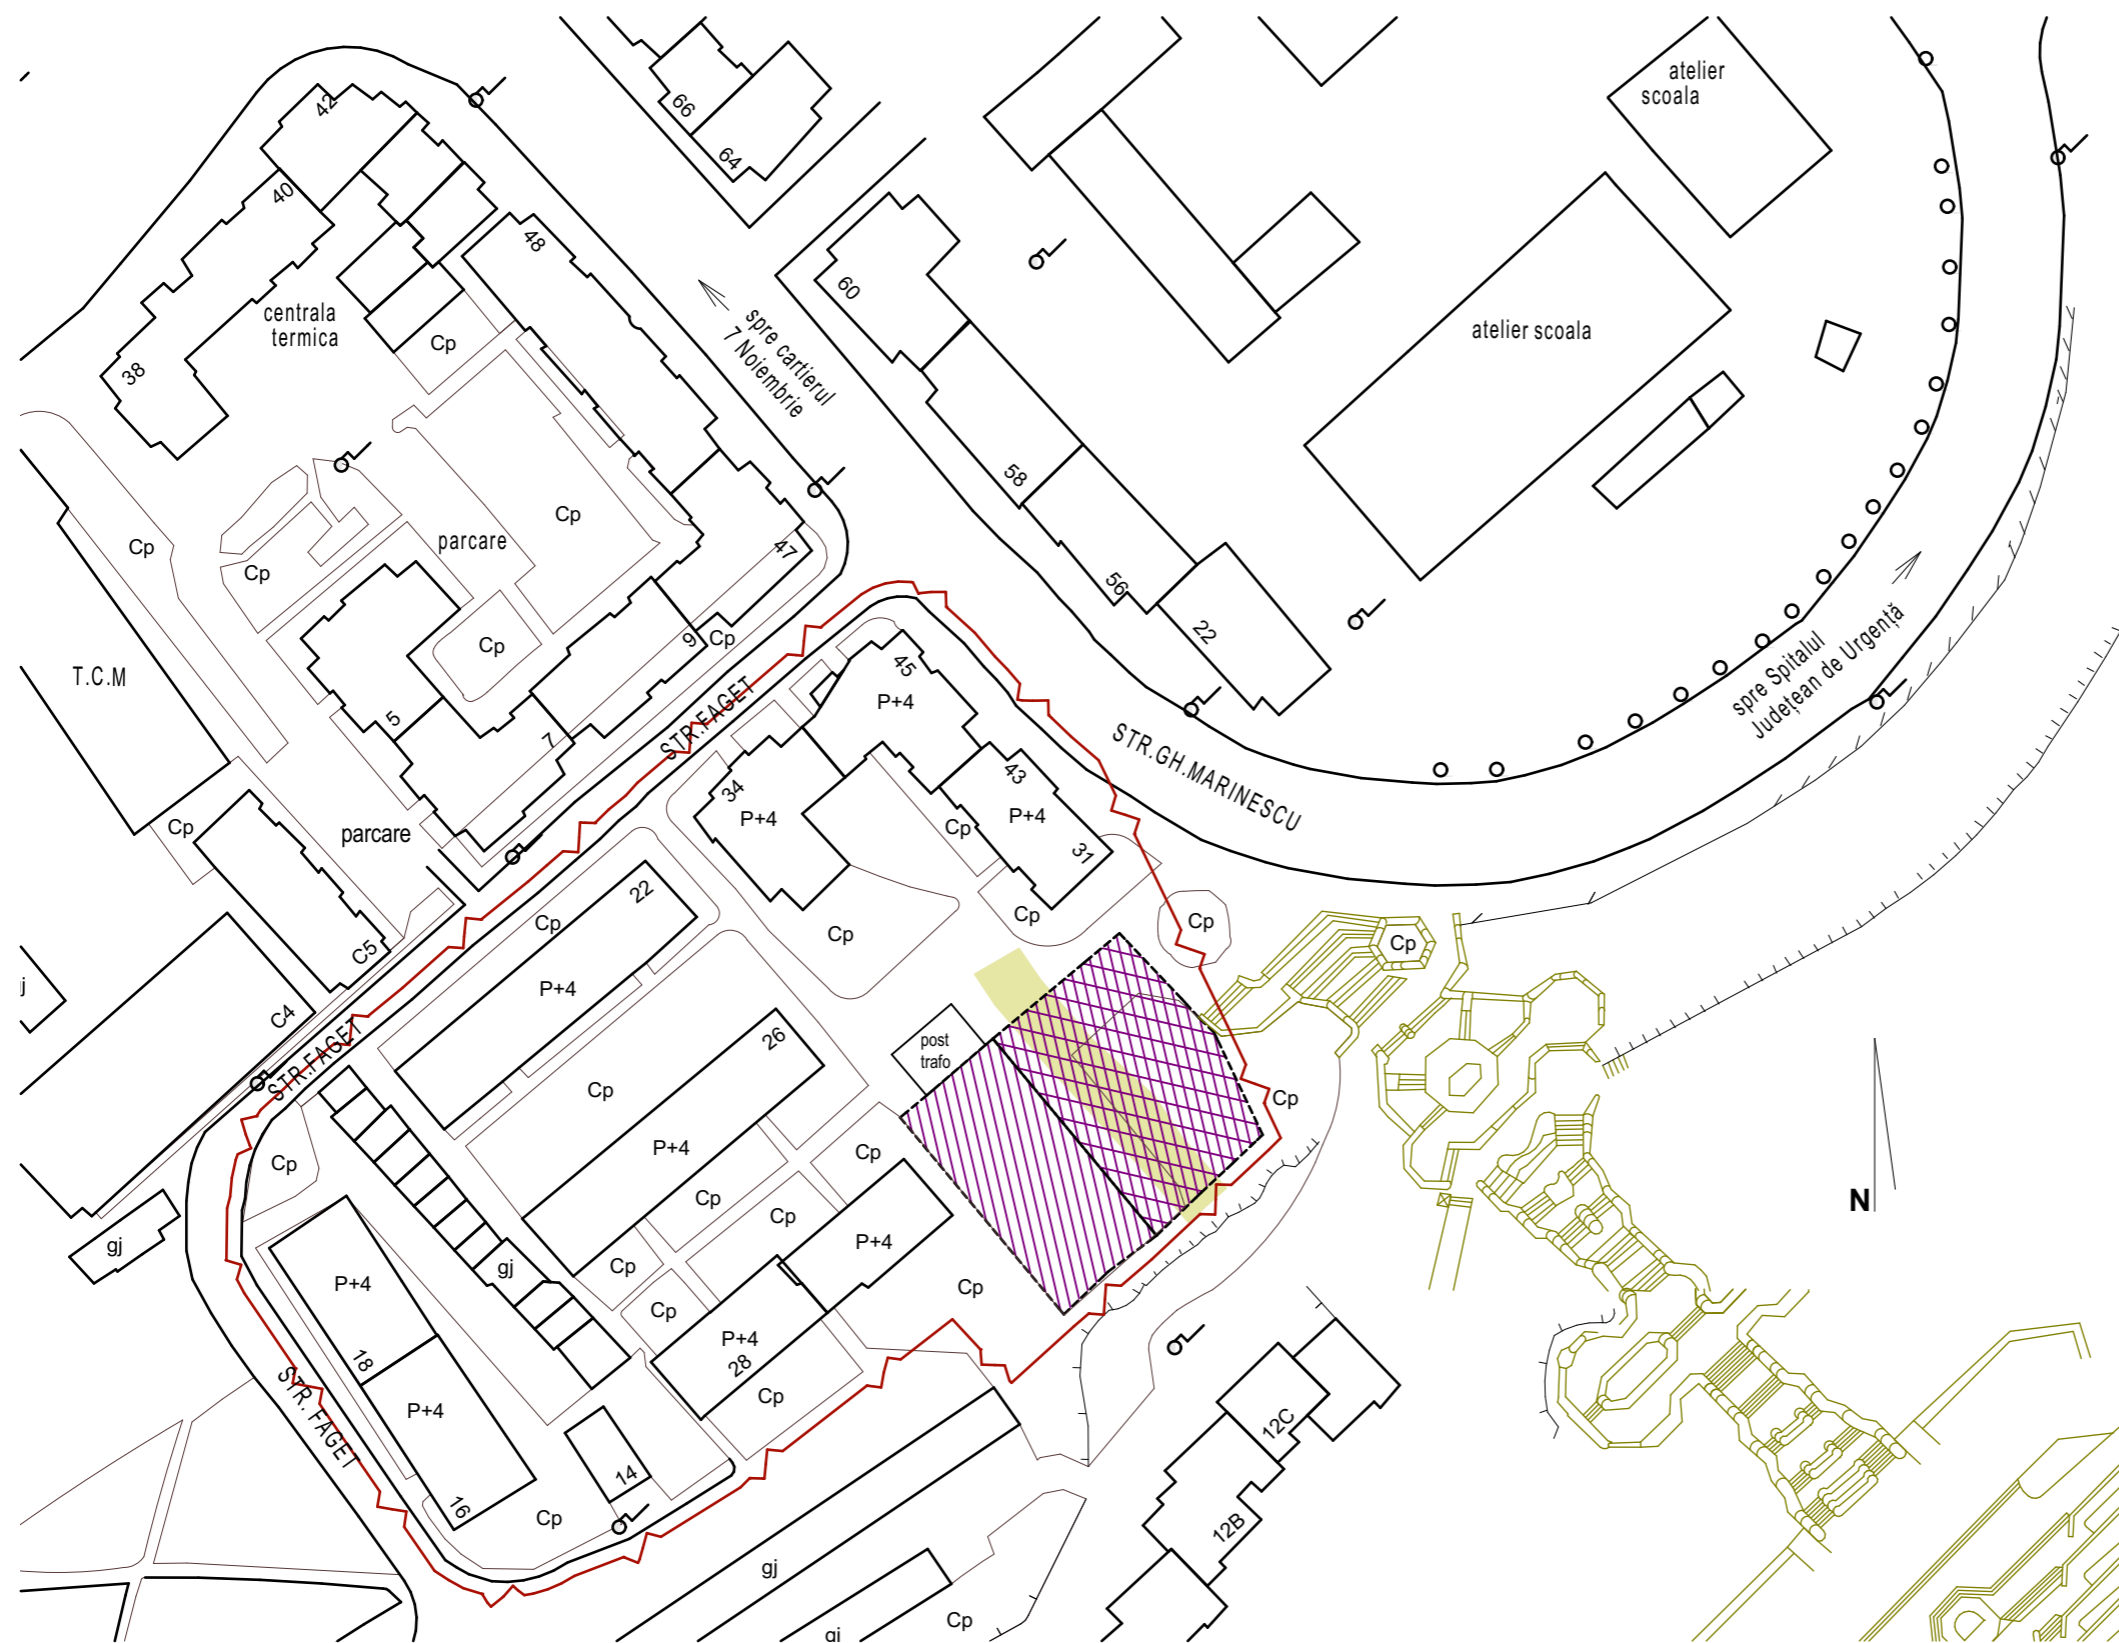 42
66
64
atelier
scoala
40
48
60
centrala
termica
Cp
38
spre cartierul
7 Noiembrie
atelier scoala
58
Cp
Cp
parcare
47
Cp
56
22
Cp
9
Cp
45
T.C.M
P+4
5
7
STR.FAGET
spre Spitalul
Județean de Urgență
STR.GH.MARINESCU
34
P+4
43
P+4
Cp
Cp
parcare
31
22
Cp
Cp
Cp
Cp
Cp
C5
P+4
j
C4
STR.FAGET
26
post
trafo
Cp
Cp
P+4
Cp
Cp
Cp
Cp
N
gj
P+4
gj
Cp
Cp
P+4
Cp
P+4
28
18
Cp
P+4
STR. FAGET
12C
14
16
Cp
12B
gj
Cp
gj